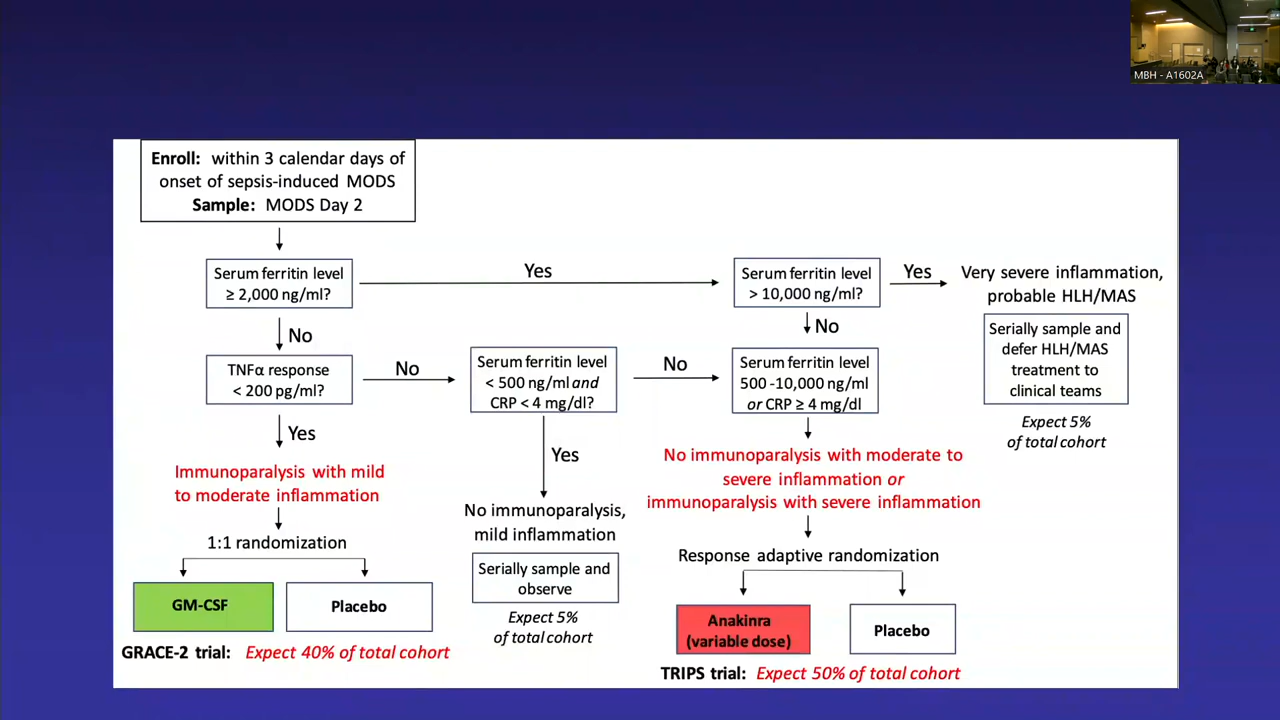 MBH - A1602A
Enroll: within 3 calendar days of
onset of sepsis-induced MODS
Sample: MODS Day 2
Serum ferritin level
≥ 2,000 ng/ml?
Yes
Serum ferritin level
> 10,000 ng/ml?
Yes
Very severe inflammation,
probable HLH/MAS
Serially sample and
defer HLH/MAS
treatment to
clinical teams
Expect 5%
of total cohort
No
No
TNFα response
< 200 pg/ml?
No
Serum ferritin level
< 500 ng/ml and
CRP < 4 mg/dl?
No
Serum ferritin level
500 -10,000 ng/ml
or CRP ≥ 4 mg/dl
Yes
Immunoparalysis with mild
to moderate inflammation
1:1 randomization
GM-CSF
Placebo
GRACE-2 trial: Expect 40% of total cohort
Yes
No immunoparalysis,
mild inflammation
Serially sample and
observe
Expect 5%
of total cohort
No immunoparalysis with moderate to
severe inflammation or
immunoparalysis with severe inflammation
Response adaptive randomization
Anakinra
(variable dose)
Placebo
TRIPS trial: Expect 50% of total cohort